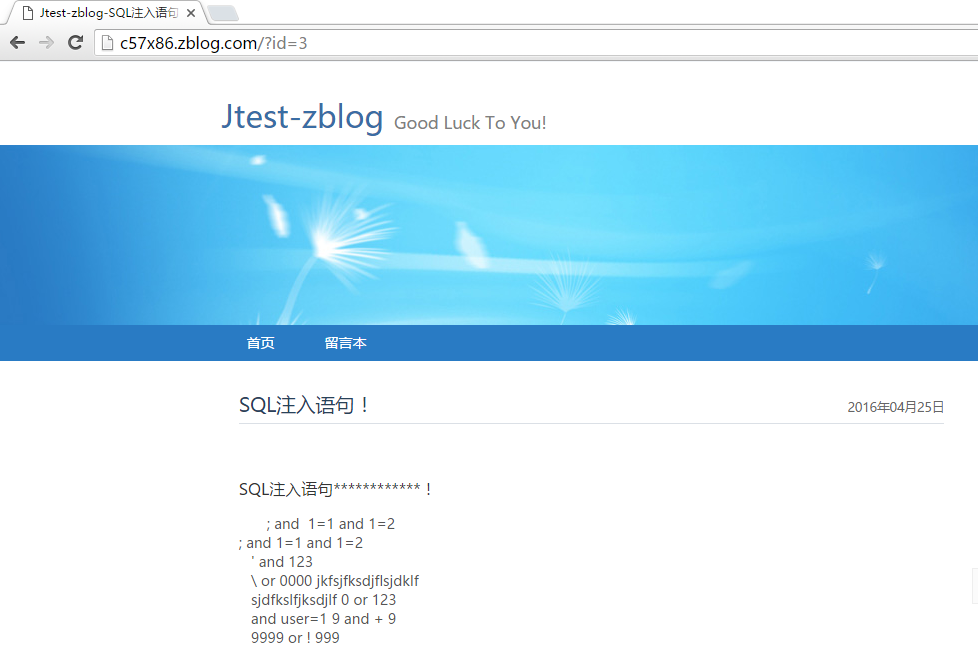 Jtest-zblog-SQL注入语句
c57x86.zblog.com/?id=3
Jtest-zblog Good Luck To You!
首页 留言本
SQL注入语句！ 2016年04月25日
SQL注入语句************！
; and 1=1 and 1=2
; and 1=1 and 1=2
' and 123
\ or 0000 jkfsjfksdjflsjdklf
sjdfkslfjksdjlf 0 or 123
and user=1 9 and + 9
9999 or ! 999